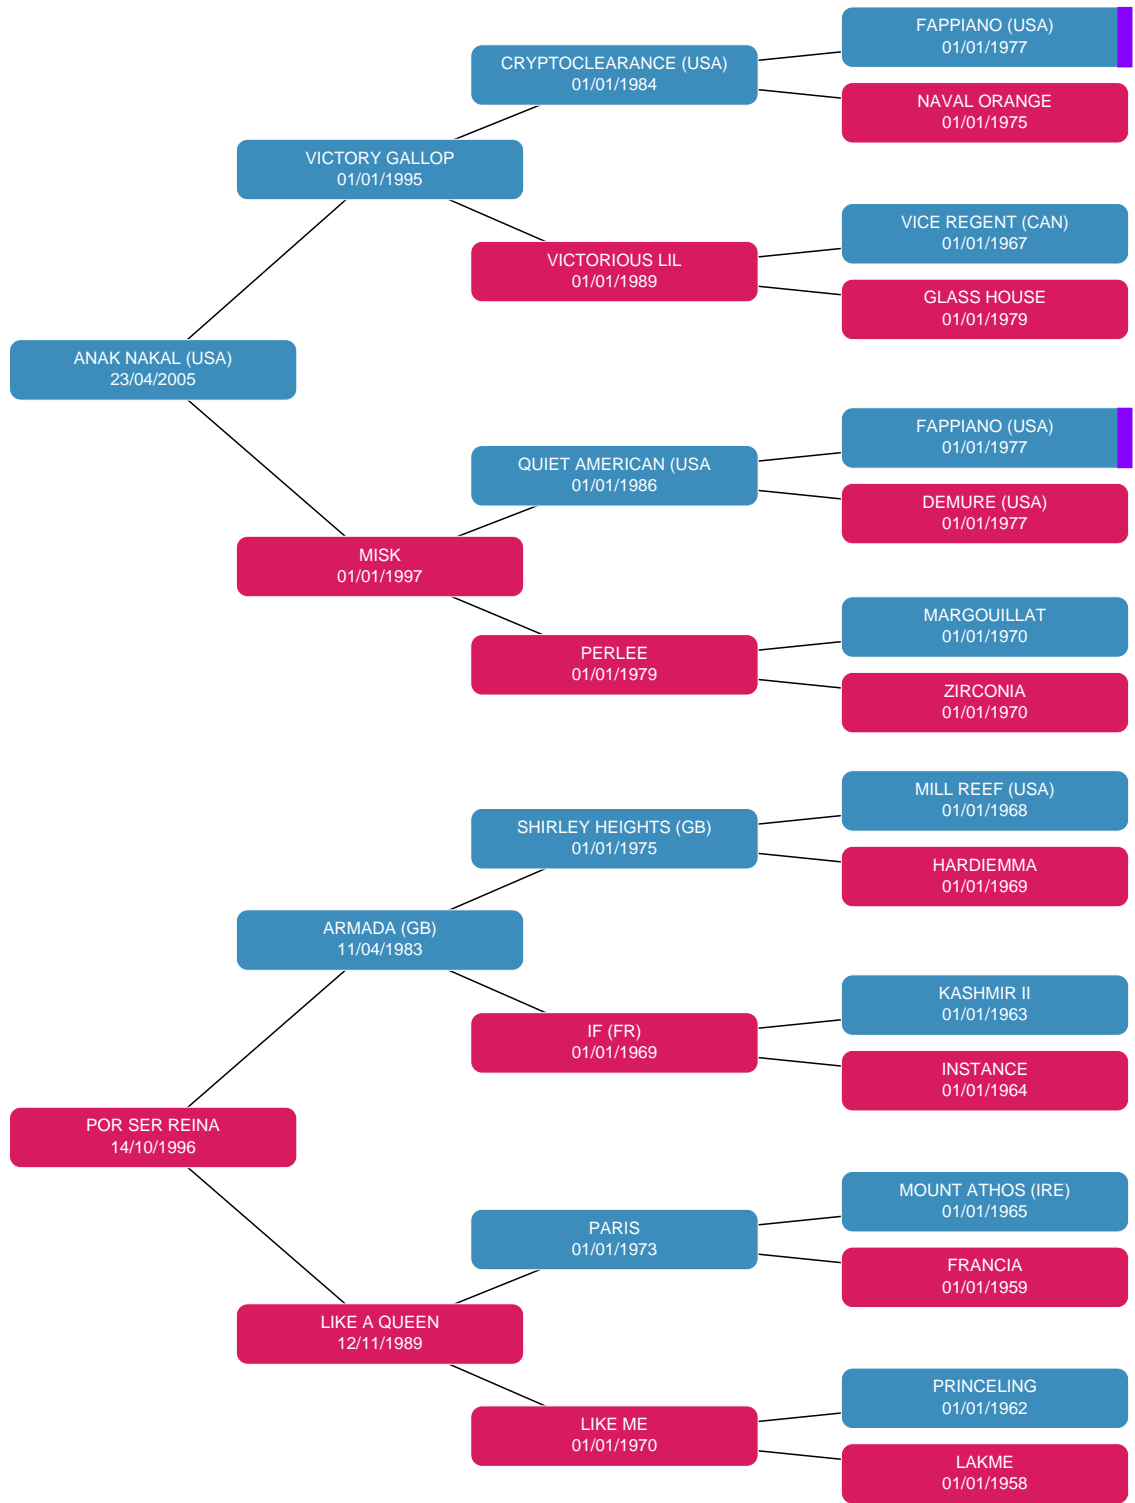 FAPPIANO (USA)
01/01/1977
CRYPTOCLEARANCE (USA)
01/01/1984
NAVAL ORANGE
01/01/1975
VICTORY GALLOP
01/01/1995
VICE REGENT (CAN)
01/01/1967
VICTORIOUS LIL
01/01/1989
GLASS HOUSE
01/01/1979
ANAK NAKAL (USA)
23/04/2005
FAPPIANO (USA)
01/01/1977
QUIET AMERICAN (USA
01/01/1986
DEMURE (USA)
01/01/1977
MISK
01/01/1997
MARGOUILLAT
01/01/1970
PERLEE
01/01/1979
ZIRCONIA
01/01/1970
MILL REEF (USA)
01/01/1968
SHIRLEY HEIGHTS (GB)
01/01/1975
HARDIEMMA
01/01/1969
ARMADA (GB)
11/04/1983
KASHMIR II
01/01/1963
IF (FR)
01/01/1969
INSTANCE
01/01/1964
POR SER REINA
14/10/1996
MOUNT ATHOS (IRE)
01/01/1965
PARIS
01/01/1973
FRANCIA
01/01/1959
LIKE A QUEEN
12/11/1989
PRINCELING
01/01/1962
LIKE ME
01/01/1970
LAKME
01/01/1958